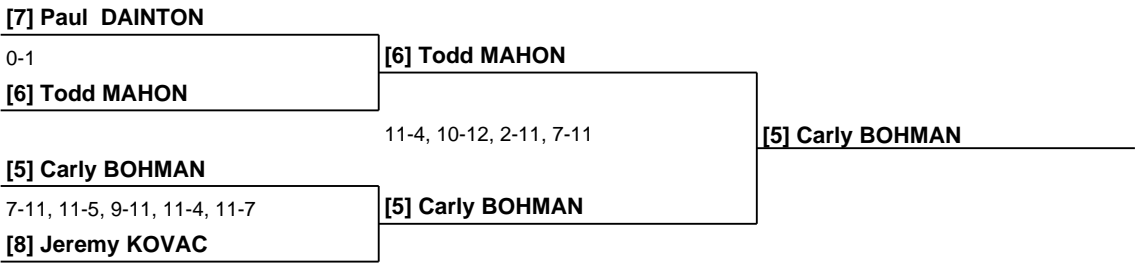 [7] Paul  DAINTON
0-1
[6] Todd MAHON
[6] Todd MAHON
11-4, 10-12, 2-11, 7-11
[5] Carly BOHMAN
[5] Carly BOHMAN
7-11, 11-5, 9-11, 11-4, 11-7
[5] Carly BOHMAN
[8] Jeremy KOVAC